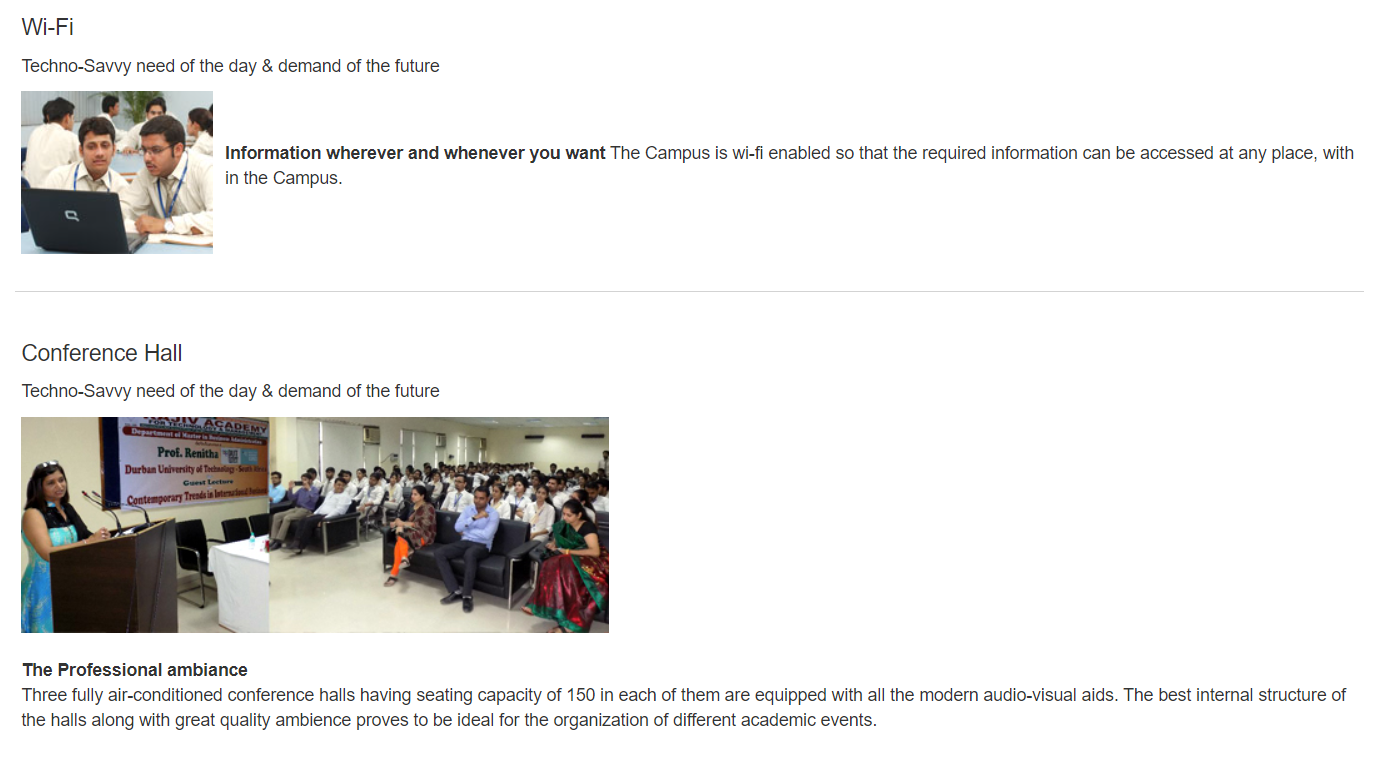 Wi-Fi
Techno-Savvy need of the day & demand of the future
Information wherever and whenever you want The Campus is wi-fi enabled so that the required information can be accessed at any place, with
in the Campus.
Conference Hall
Techno-Savvy need of the day & demand of the future
RAJIV ACADEMY
FOR TECHNOLOGY & MANAGEMENT
Department of Master in Business Administration
Prof. Renitha
Durban University of Technology - South Africa
Guest Lecture
Contemporary Trends in International Business
The Professional ambiance
Three fully air-conditioned conference halls having seating capacity of 150 in each of them are equipped with all the modern audio-visual aids. The best internal structure of
the halls along with great quality ambience proves to be ideal for the organization of different academic events.